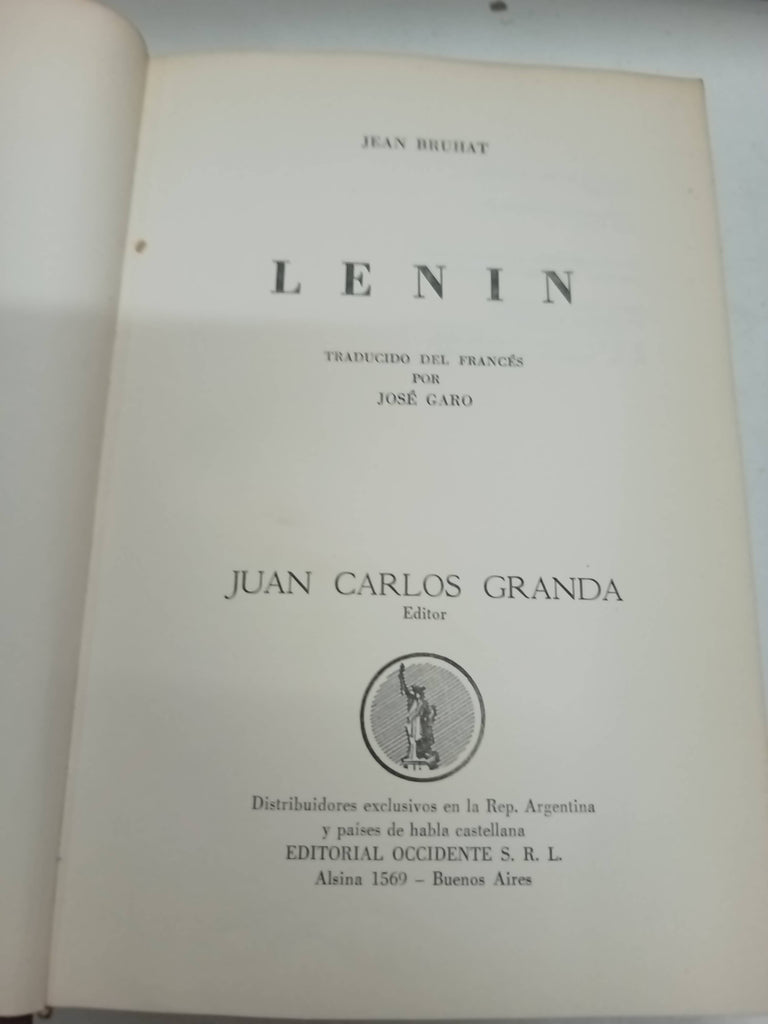 JEAN BRUHAT
LENIN
TRADUCIDO DEL FRANCÉS
POR
JOSÉ GARO
JUAN CARLOS GRANDA
Editor
Distribuidores exclusivos en la Rep. Argentina
y paises de habla castellana
EDITORIAL OCCIDENTE S. R. L.
Alsina 1569 – Buenos Aires